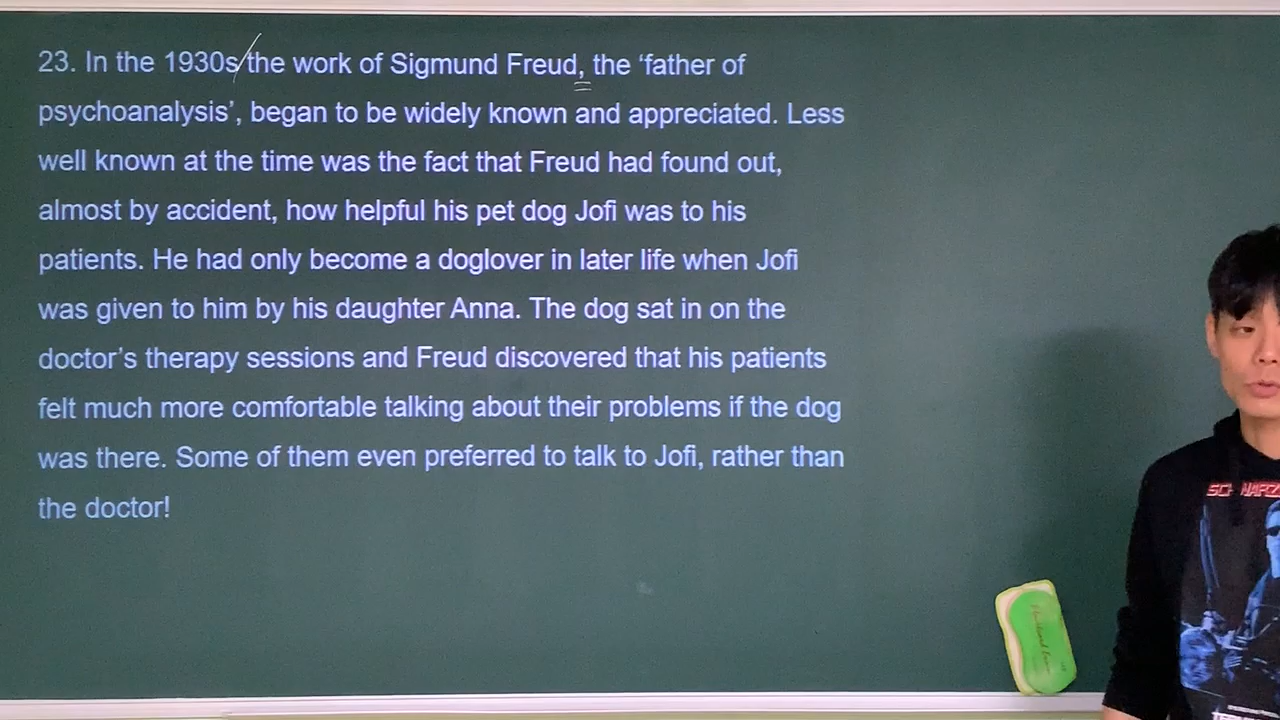 23. In the 1930s the work of Sigmund Freud, the ‘father of
psychoanalysis’, began to be widely known and appreciated. Less
well known at the time was the fact that Freud had found out,
almost by accident, how helpful his pet dog Jofi was to his
patients. He had only become a doglover in later life when Jofi
was given to him by his daughter Anna. The dog sat in on the
doctor’s therapy sessions and Freud discovered that his patients
felt much more comfortable talking about their problems if the dog
was there. Some of them even preferred to talk to Jofi, rather than
the doctor!